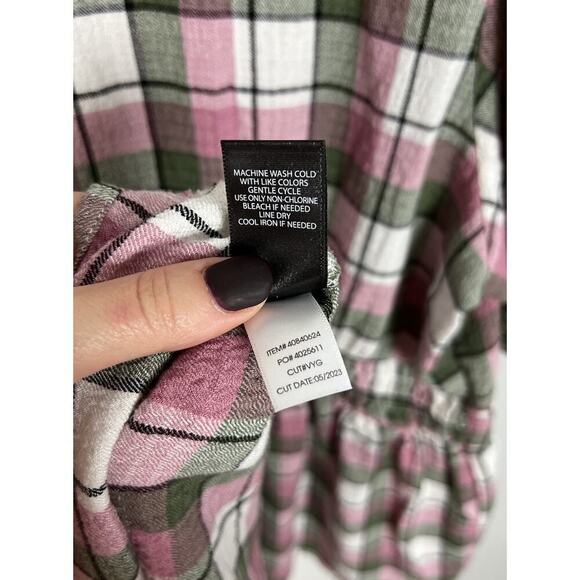 MACHINE WASH COLD
WITH LIKE COLORS
GENTLE CYCLE
USE ONLY NON-CHLORINE
BLEACH IF NEEDED
LINE DRY
COOL IRON IF NEEDED
ITEM# 40840624
PO# 4025611
CUT#VYG
CUT DATE:05/2023